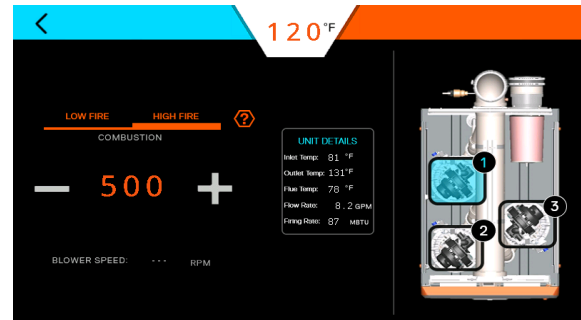 120°F
LOW FIRE HIGH FIRE ?
COMBUSTION
500
BLOWER SPEED: --- RPM
UNIT DETAILS
Inlet Temp: 81 °F
Outlet Temp: 131°F
Flue Temp: 78 °F
Flow Rate: 8.2 GPM
Firing Rate: 87 MBTU
1
2
3